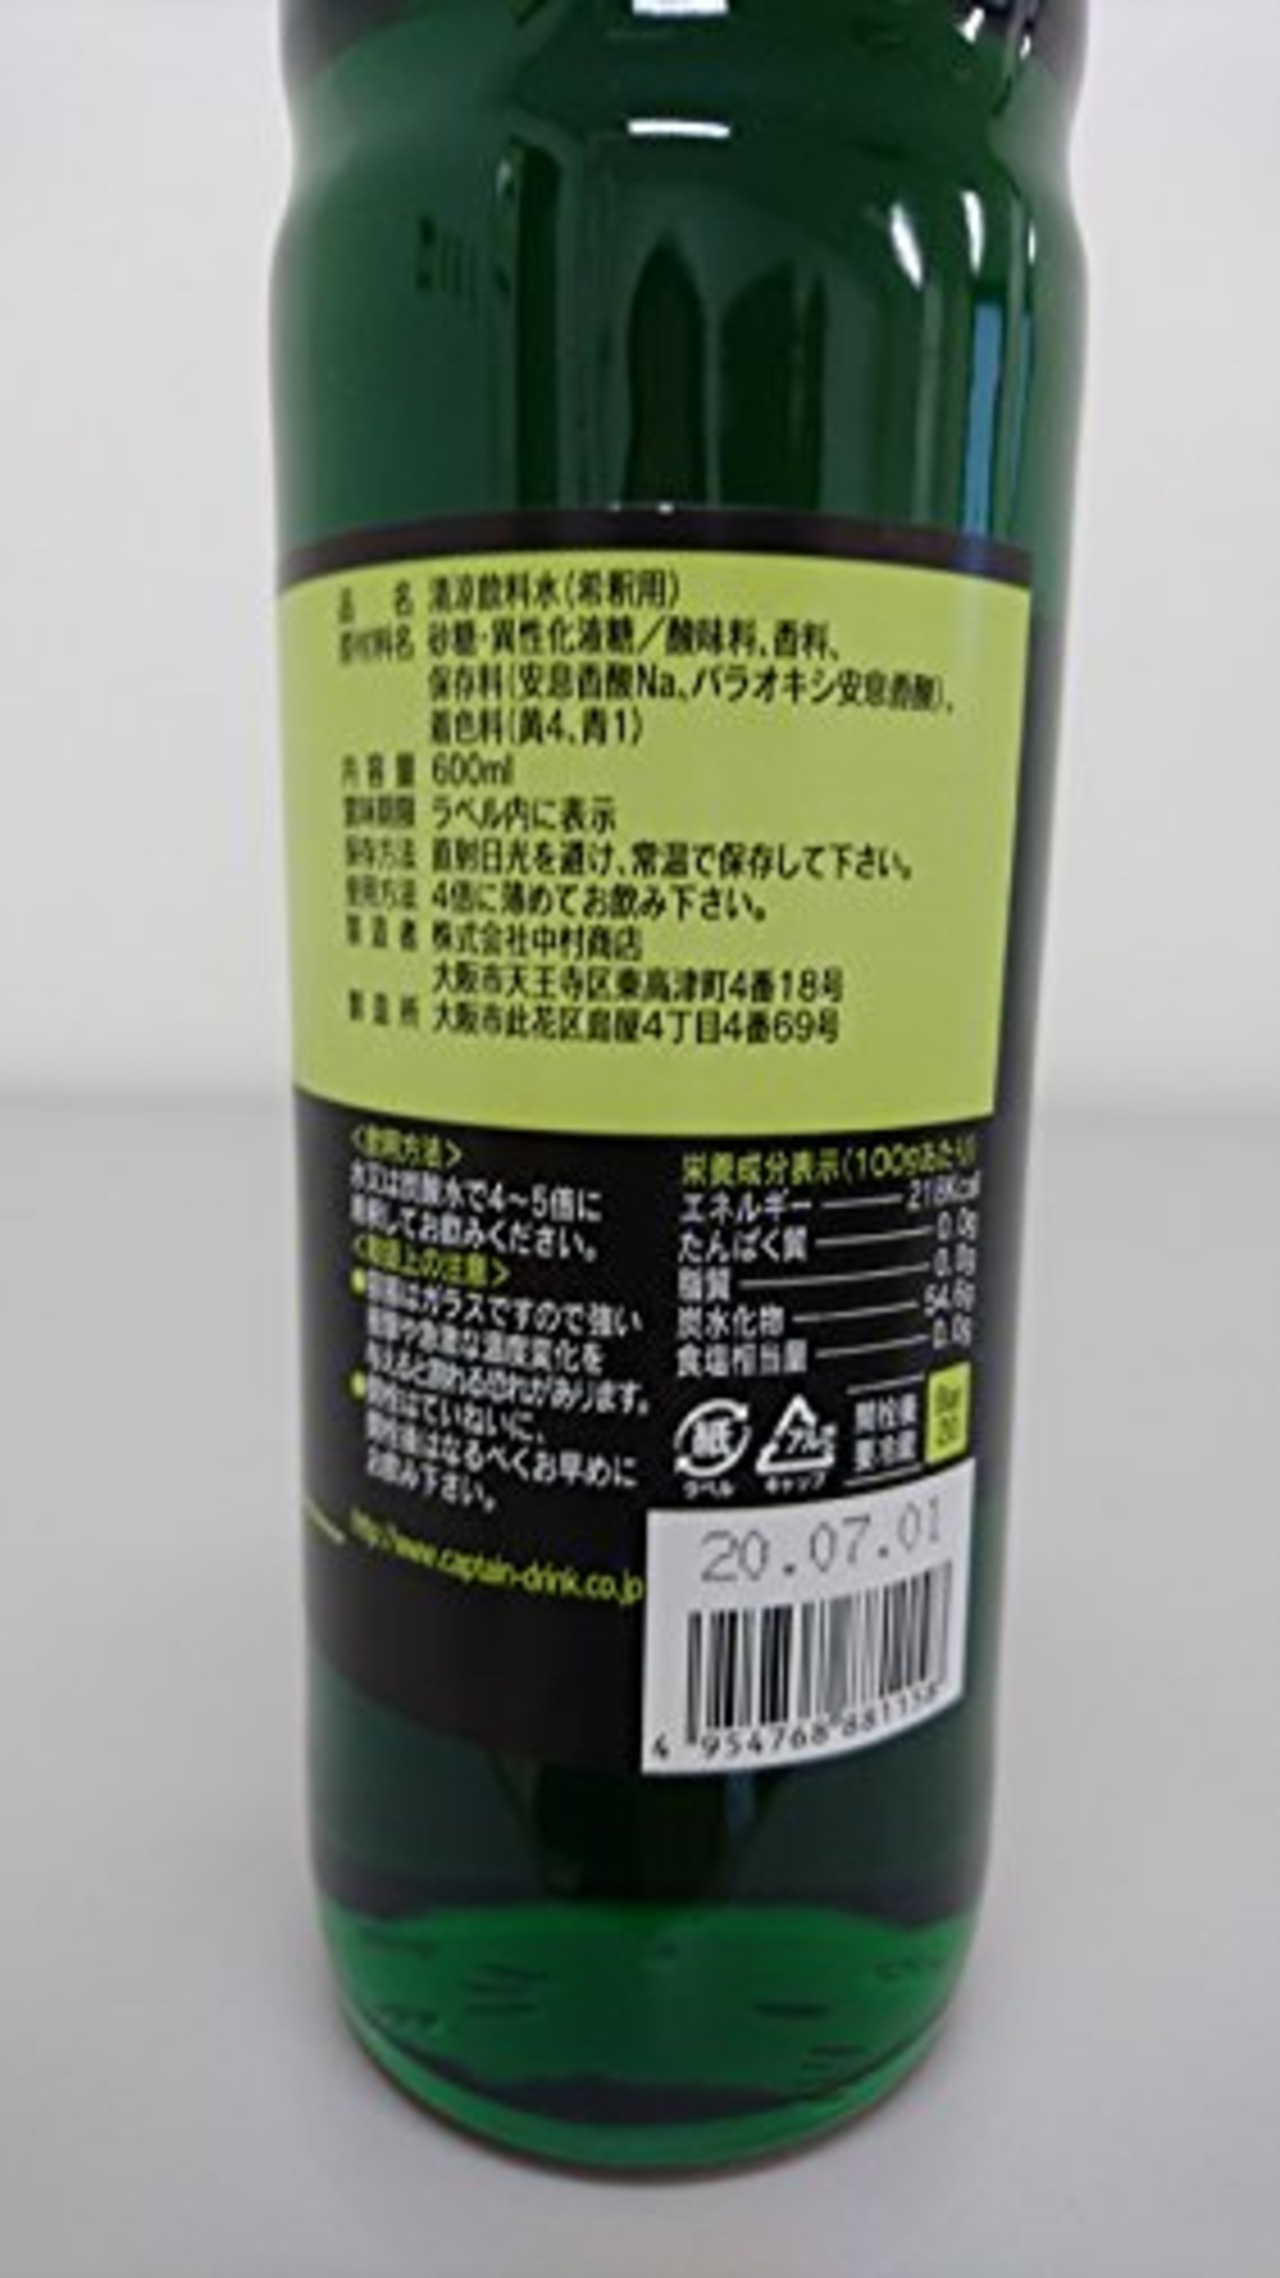 品名 清涼飲料水(希釈用)
原材料名 砂糖・異性化液糖／酸味料、香料、
保存料(安息香酸Na、パラオキシ安息香酸)、
着色料(黄4、青1)
内容量 600ml
賞味期限 ラベル内に表示
保存方法 直射日光を避け、常温で保存して下さい。
使用方法 4倍に薄めてお飲み下さい。
製造者 株式会社中村商店
大阪市天王寺区東高津町4番18号
製造所 大阪市此花区島屋4丁目4番69号
<飲用方法>
水又は炭酸水で4〜5倍に
希釈してお飲みください。
<取扱上の注意>
●容器はガラスですので強い
衝撃や急激な温度変化を
与えると割れる恐れがあります。
●開栓はていねいに、
開栓後はなるべくお早めに
お飲み下さい。
http://www.captain-drink.co.jp
栄養成分表示(100gあたり)
エネルギー 218Kcal
たんぱく質 0.0g
脂質 0.0g
炭水化物 54.6g
食塩相当量 0.0g
紙 ラベル
アルミ キャップ
開栓後
要冷蔵
20.07.01
4 954768 881158